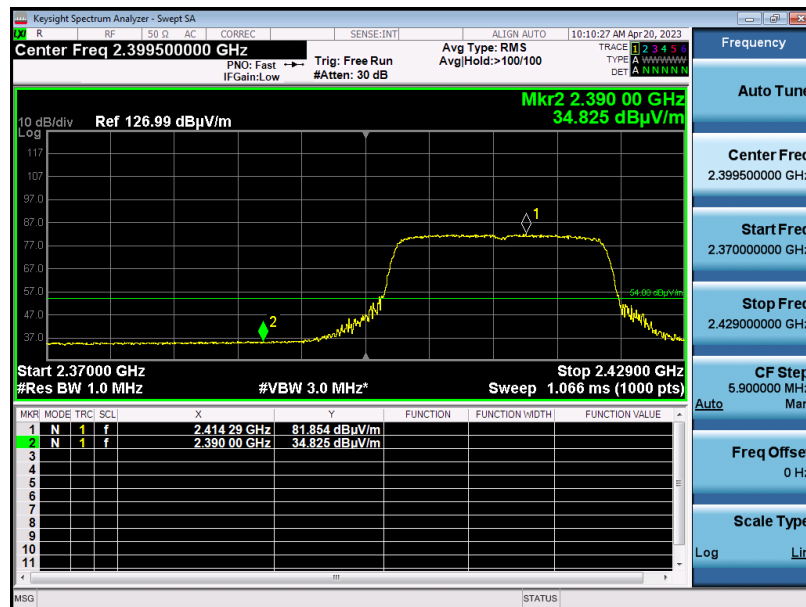 Keysight Spectrum Analyzer - Swept SA
LXI R RF 50 Ω AC CORREC SENSE:INT ALIGN AUTO 10:10:27 AM Apr 20, 2023
Center Freq 2.399500000 GHz
PNO: Fast
IFGain:Low
Trig: Free Run
#Atten: 30 dB
Avg Type: RMS
Avg|Hold:>100/100
TRACE 1 2 3 4 5 6
TYPE A WWWWW
DET A N N N N N
Mkr2 2.390 00 GHz
34.825 dBµV/m
10 dB/div Ref 126.99 dBµV/m
Log
117
107
97.0
87.0
77.0
67.0
57.0
47.0
37.0
1
2
54.00 dBµV/m
Start 2.37000 GHz Stop 2.42900 GHz
#Res BW 1.0 MHz #VBW 3.0 MHz* Sweep 1.066 ms (1000 pts)
MKR MODE TRC SCL X Y FUNCTION FUNCTION WIDTH FUNCTION VALUE
1 N 1 f 2.414 29 GHz 81.854 dBµV/m
2 N 1 f 2.390 00 GHz 34.825 dBµV/m
3
4
5
6
7
8
9
10
11
MSG STATUS
Frequency
Auto Tune
Center Freq
2.399500000 GHz
Start Freq
2.370000000 GHz
Stop Freq
2.429000000 GHz
CF Step
5.900000 MHz
Auto Man
Freq Offset
0 Hz
Scale Type
Log Lin